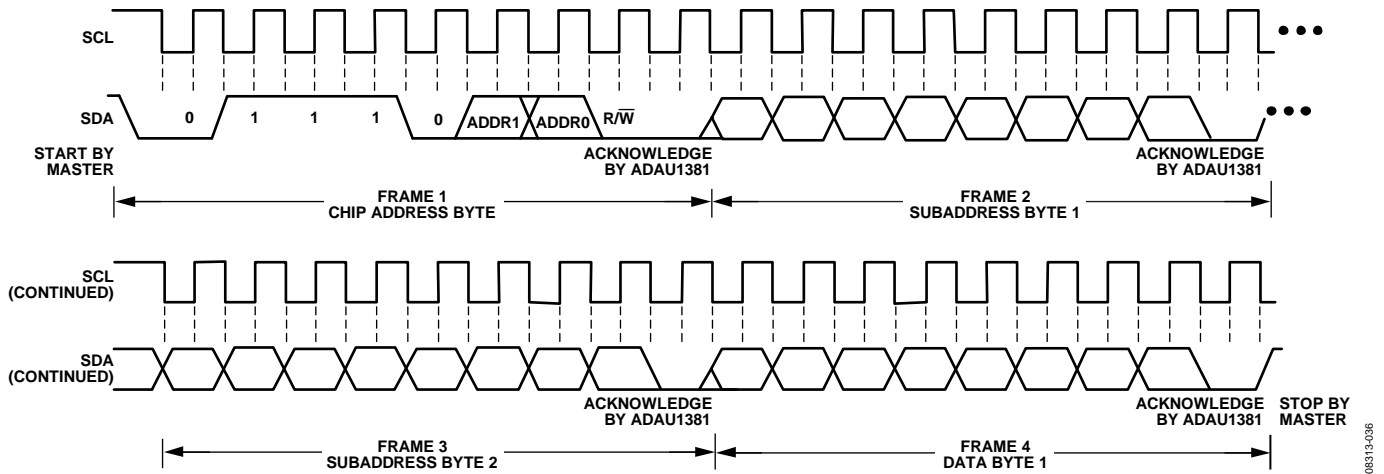 SCL
SDA
0 1 1 1 0 ADDR1 ADDR0 R/W̅
START BY
MASTER
ACKNOWLEDGE
BY ADAU1381
ACKNOWLEDGE
BY ADAU1381
FRAME 1
CHIP ADDRESS BYTE
FRAME 2
SUBADDRESS BYTE 1
SCL
(CONTINUED)
SDA
(CONTINUED)
ACKNOWLEDGE
BY ADAU1381
ACKNOWLEDGE
BY ADAU1381
STOP BY
MASTER
FRAME 3
SUBADDRESS BYTE 2
FRAME 4
DATA BYTE 1
08313-036